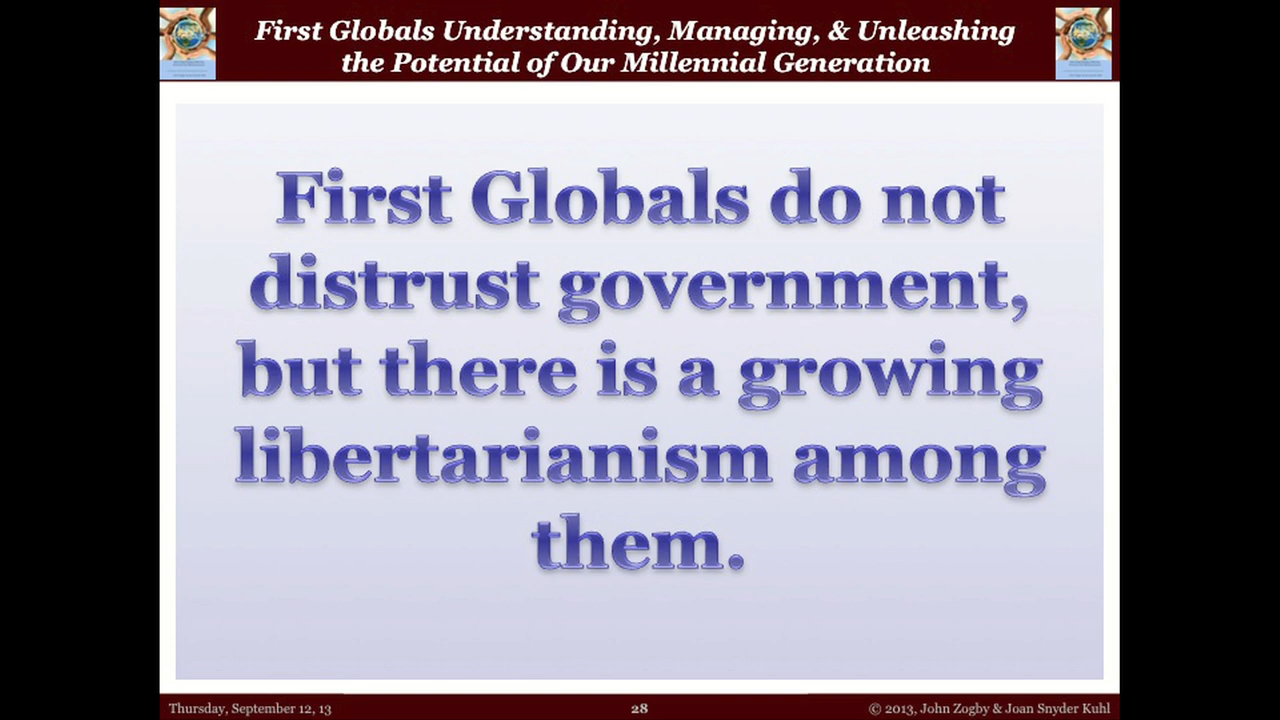 First Globals Understanding, Managing, & Unleashing
the Potential of Our Millennial Generation
First Globals do not
distrust government,
but there is a growing
libertarianism among
them.
Thursday, September 12, 13
28
© 2013, John Zogby & Joan Snyder Kuhl